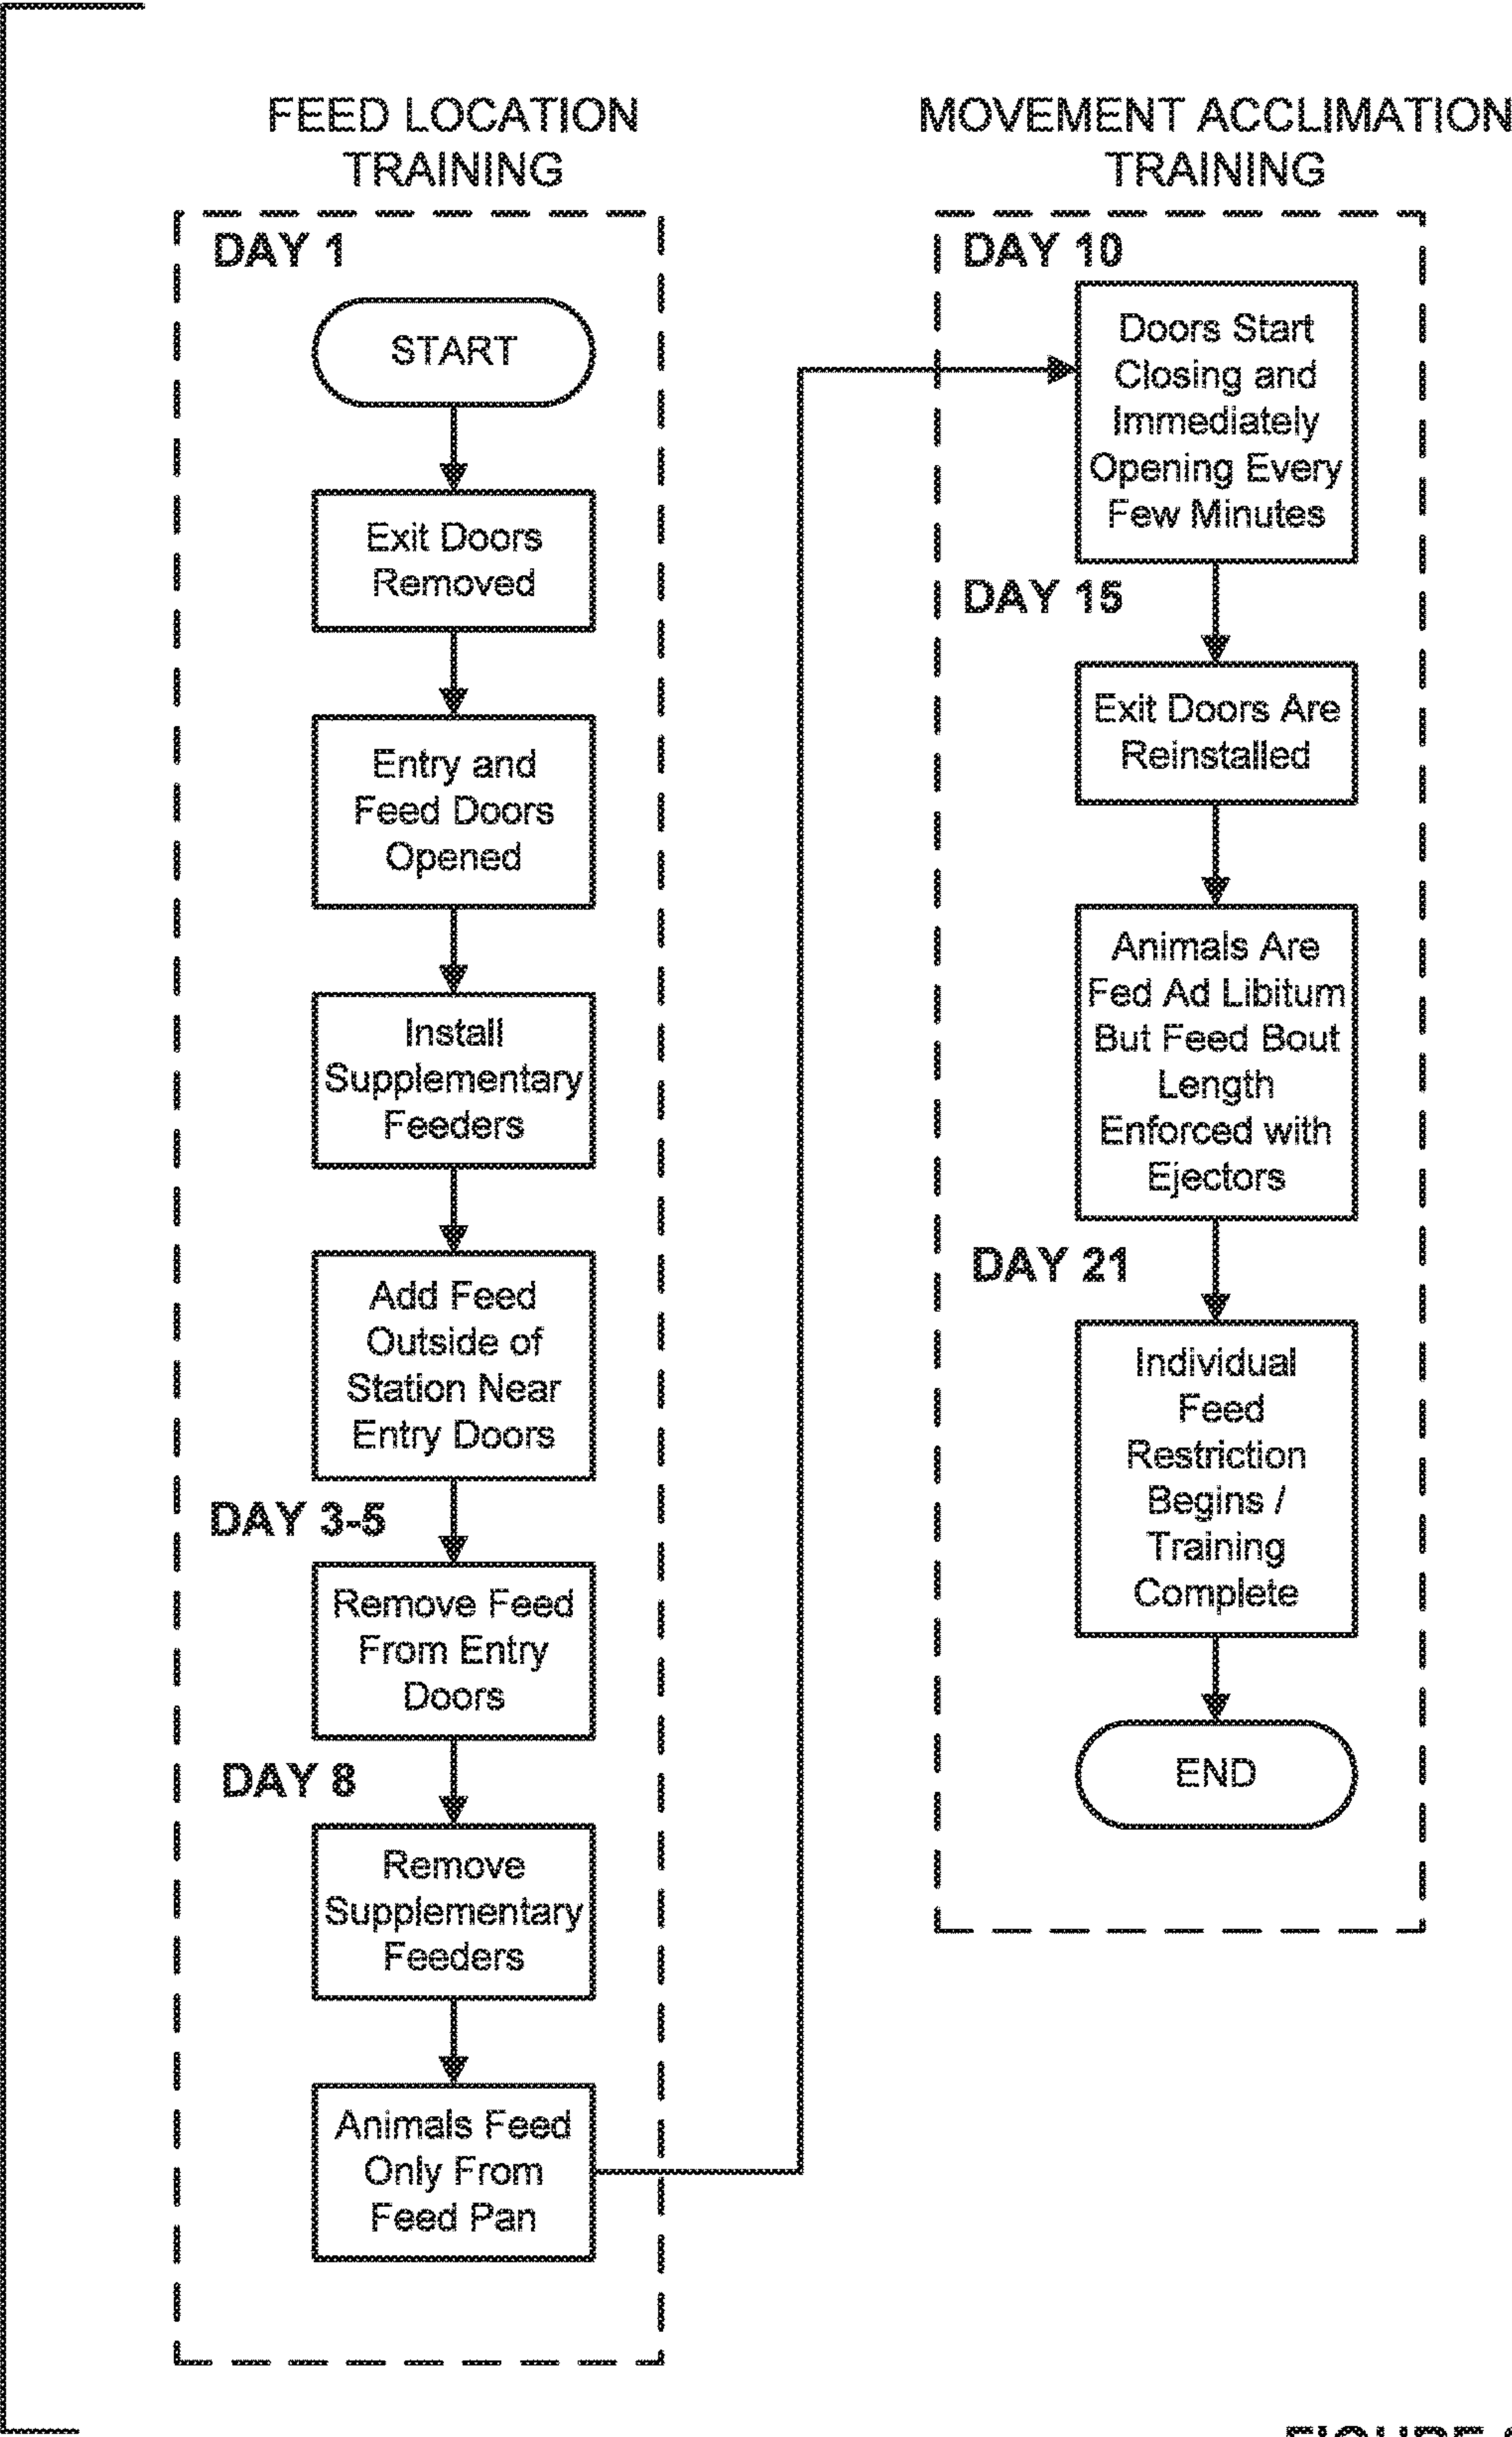 FEED LOCATION
TRAINING
DAY 1
START
Exit Doors
Removed
Entry and
Feed Doors
Opened
Install
Supplementary
Feeders
Add Feed
Outside of
Station Near
Entry Doors
DAY 3-5
Remove Feed
From Entry
Doors
DAY 8
Remove
Supplementary
Feeders
Animals Feed
Only From
Feed Pan
MOVEMENT ACCLIMATION
TRAINING
DAY 10
Doors Start
Closing and
Immediately
Opening Every
Few Minutes
DAY 15
Exit Doors Are
Reinstalled
Animals Are
Fed Ad Libitum
But Feed Bout
Length
Enforced with
Ejectors
DAY 21
Individual
Feed
Restriction
Begins /
Training
Complete
END
FIGURE